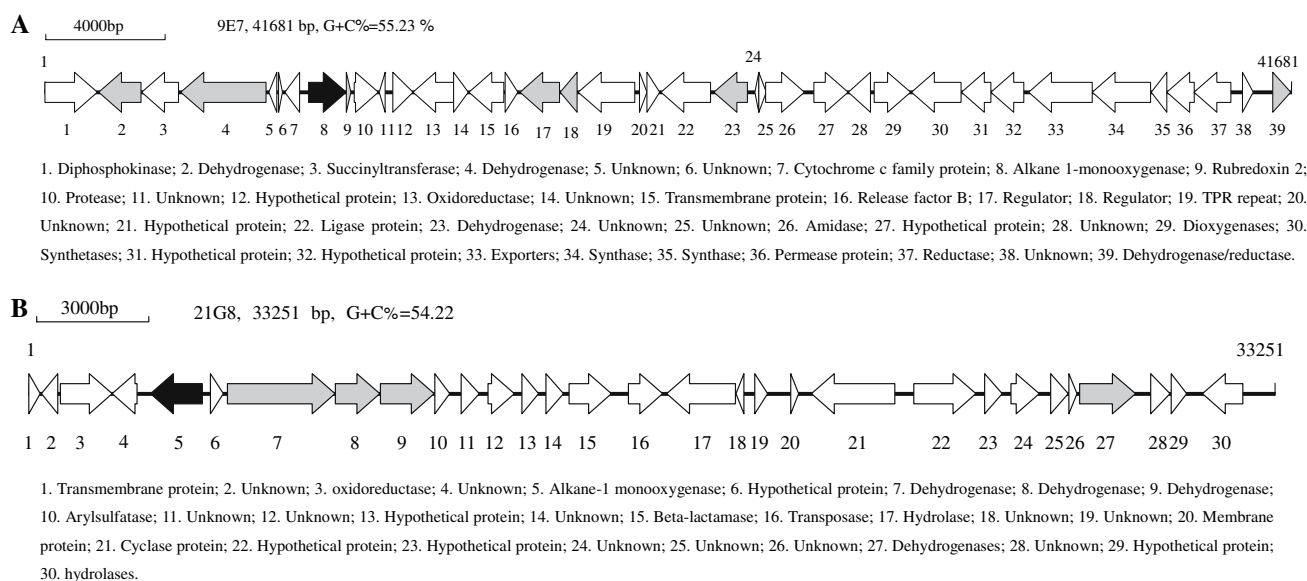 A
4000bp
9E7, 41681 bp, G+C%=55.23 %
1
24
41681
1 2 3 4 5 6 7 8 9 10 11 12 13 14 15 16 17 18 19 20 21 22 23 25 26 27 28 29 30 31 32 33 34 35 36 37 38 39
1. Diphosphokinase; 2. Dehydrogenase; 3. Succinyltransferase; 4. Dehydrogenase; 5. Unknown; 6. Unknown; 7. Cytochrome c family protein; 8. Alkane 1-monooxygenase; 9. Rubredoxin 2;
10. Protease; 11. Unknown; 12. Hypothetical protein; 13. Oxidoreductase; 14. Unknown; 15. Transmembrane protein; 16. Release factor B; 17. Regulator; 18. Regulator; 19. TPR repeat; 20.
Unknown; 21. Hypothetical protein; 22. Ligase protein; 23. Dehydrogenase; 24. Unknown; 25. Unknown; 26. Amidase; 27. Hypothetical protein; 28. Unknown; 29. Dioxygenases; 30.
Synthetases; 31. Hypothetical protein; 32. Hypothetical protein; 33. Exporters; 34. Synthase; 35. Synthase; 36. Permease protein; 37. Reductase; 38. Unknown; 39. Dehydrogenase/reductase.
B
3000bp
21G8, 33251 bp, G+C%=54.22
1
33251
1 2 3 4 5 6 7 8 9 10 11 12 13 14 15 16 17 18 19 20 21 22 23 24 25 26 27 28 29 30
1. Transmembrane protein; 2. Unknown; 3. oxidoreductase; 4. Unknown; 5. Alkane-1 monooxygenase; 6. Hypothetical protein; 7. Dehydrogenase; 8. Dehydrogenase; 9. Dehydrogenase;
10. Arylsulfatase; 11. Unknown; 12. Unknown; 13. Hypothetical protein; 14. Unknown; 15. Beta-lactamase; 16. Transposase; 17. Hydrolase; 18. Unknown; 19. Unknown; 20. Membrane
protein; 21. Cyclase protein; 22. Hypothetical protein; 23. Hypothetical protein; 24. Unknown; 25. Unknown; 26. Unknown; 27. Dehydrogenases; 28. Unknown; 29. Hypothetical protein;
30. hydrolases.